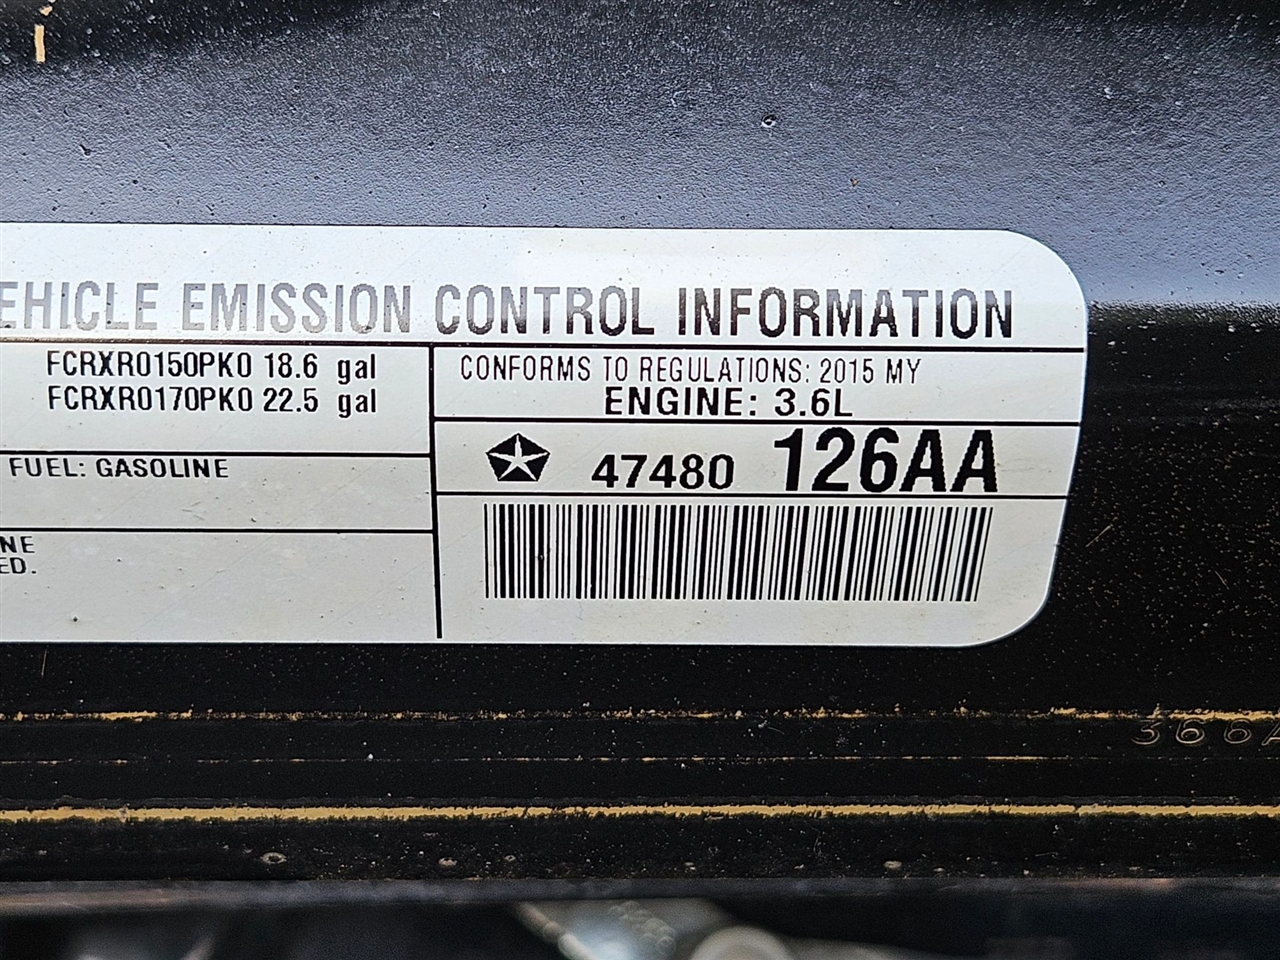 EHICLE EMISSION CONTROL INFORMATION
FCRXR0150PK0 18.6 gal
FCRXR0170PK0 22.5 gal
CONFORMS TO REGULATIONS: 2015 MY
ENGINE: 3.6L
FUEL: GASOLINE
47480 126AA
NE
ED.
366A